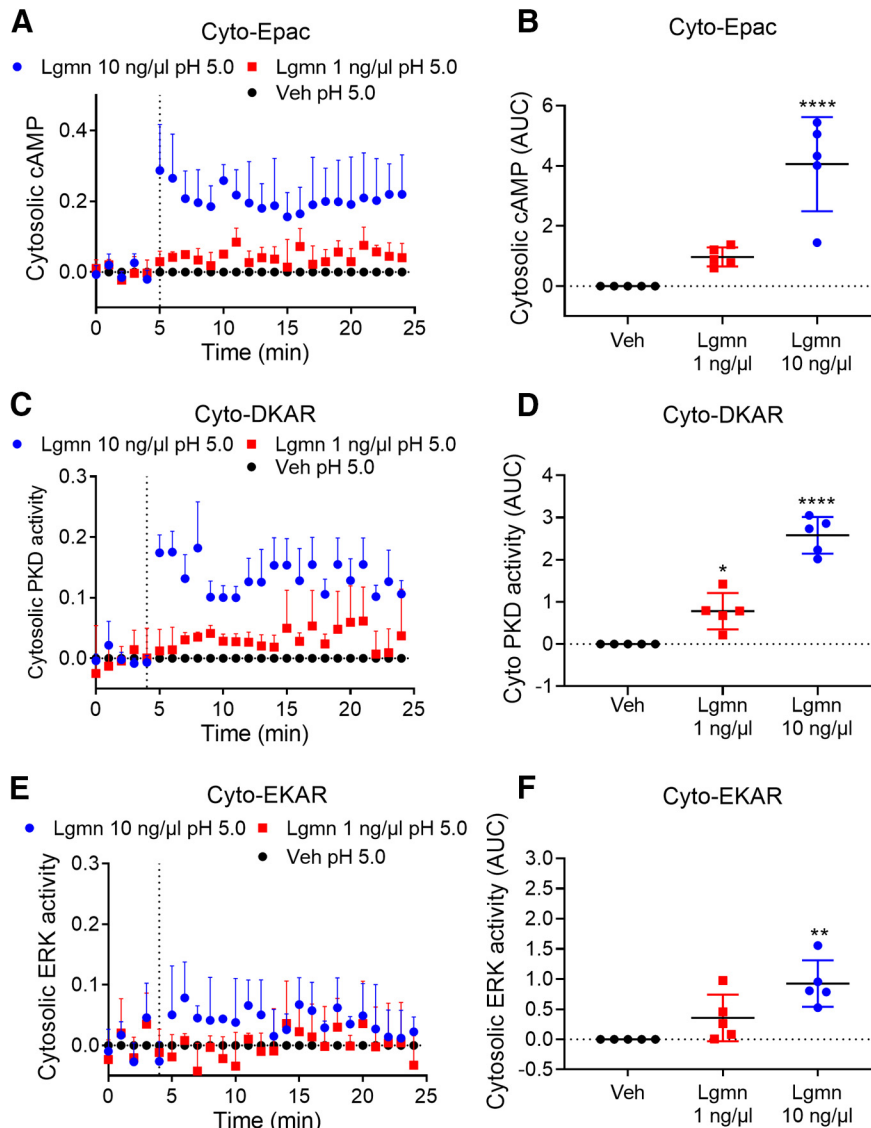 A
Cyto-Epac
Lgmn 10 ng/µl pH 5.0 Lgmn 1 ng/µl pH 5.0
Veh pH 5.0
Cytosolic cAMP
0.4
0.2
0.0
0 5 10 15 20 25
Time (min)
B
Cyto-Epac
Cytosolic cAMP (AUC)
6
4
2
0
****
Veh Lgmn Lgmn
1 ng/µl 10 ng/µl
C
Cyto-DKAR
Lgmn 10 ng/µl pH 5.0 Lgmn 1 ng/µl pH 5.0
Veh pH 5.0
Cytosolic PKD activity
0.3
0.2
0.1
0.0
0 5 10 15 20 25
Time (min)
D
Cyto-DKAR
Cyto PKD activity (AUC)
4
3
2
1
0
-1
* ****
Veh Lgmn Lgmn
1 ng/µl 10 ng/µl
E
Cyto-EKAR
Lgmn 10 ng/µl pH 5.0 Lgmn 1 ng/µl pH 5.0
Veh pH 5.0
Cytosolic ERK activity
0.3
0.2
0.1
0.0
0 5 10 15 20 25
Time (min)
F
Cyto-EKAR
Cytosolic ERK activity (AUC)
3.0
2.5
2.0
1.5
1.0
0.5
0.0
-0.5
**
Veh Lgmn Lgmn
1 ng/µl 10 ng/µl